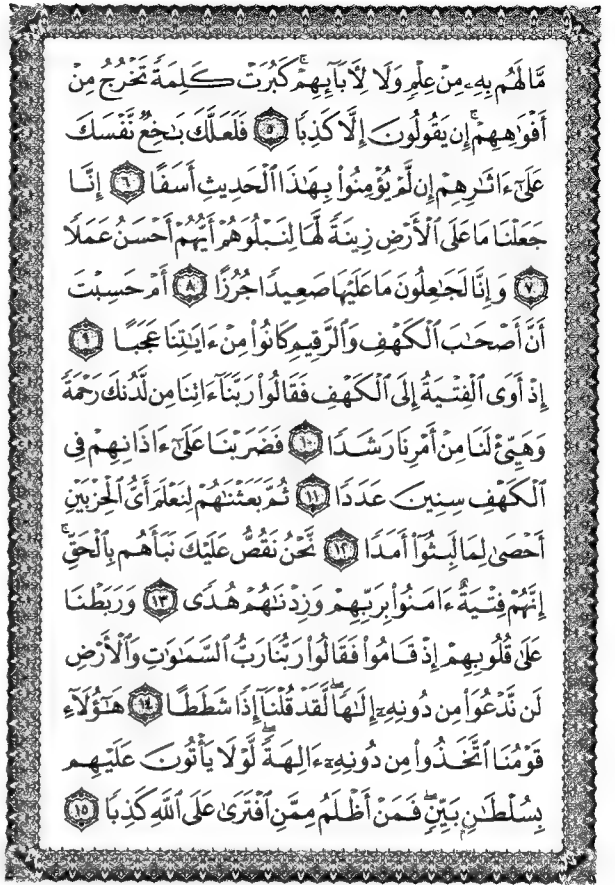 مَّا لَهُم بِهِۦ مِنْ عِلْمٍ وَلَا لِأَبَآئِهِمْ ۚ كَبُرَتْ كَلِمَةً تَخْرُجُ مِنْ
أَفْوَٰهِهِمْ ۚ إِن يَقُولُونَ إِلَّا كَذِبًا ٥ فَلَعَلَّكَ بَٰخِعٌ نَّفْسَكَ
عَلَىٰٓ ءَاثَٰرِهِمْ إِن لَّمْ يُؤْمِنُوا۟ بِهَٰذَا ٱلْحَدِيثِ أَسَفًا ٦ إِنَّا
جَعَلْنَا مَا عَلَى ٱلْأَرْضِ زِينَةً لَّهَا لِنَبْلُوَهُمْ أَيُّهُمْ أَحْسَنُ عَمَلًا
٧ وَإِنَّا لَجَٰعِلُونَ مَا عَلَيْهَا صَعِيدًا جُرُزًا ٨ أَمْ حَسِبْتَ
أَنَّ أَصْحَٰبَ ٱلْكَهْفِ وَٱلرَّقِيمِ كَانُوا۟ مِنْ ءَايَٰتِنَا عَجَبًا ٩
إِذْ أَوَى ٱلْفِتْيَةُ إِلَى ٱلْكَهْفِ فَقَالُوا۟ رَبَّنَآ ءَاتِنَا مِن لَّدُنكَ رَحْمَةً
وَهَيِّئْ لَنَا مِنْ أَمْرِنَا رَشَدًا ١٠ فَضَرَبْنَا عَلَىٰٓ ءَاذَانِهِمْ فِى
ٱلْكَهْفِ سِنِينَ عَدَدًا ١١ ثُمَّ بَعَثْنَٰهُمْ لِنَعْلَمَ أَىُّ ٱلْحِزْبَيْنِ
أَحْصَىٰ لِمَا لَبِثُوٓا۟ أَمَدًا ١٢ نَّحْنُ نَقُصُّ عَلَيْكَ نَبَأَهُم بِٱلْحَقِّ ۚ
إِنَّهُمْ فِتْيَةٌ ءَامَنُوا۟ بِرَبِّهِمْ وَزِدْنَٰهُمْ هُدًى ١٣ وَرَبَطْنَا
عَلَىٰ قُلُوبِهِمْ إِذْ قَامُوا۟ فَقَالُوا۟ رَبُّنَا رَبُّ ٱلسَّمَٰوَٰتِ وَٱلْأَرْضِ
لَن نَّدْعُوَا۟ مِن دُونِهِۦٓ إِلَٰهًا ۖ لَّقَدْ قُلْنَآ إِذًا شَطَطًا ١٤ هَٰٓؤُلَآءِ
قَوْمُنَا ٱتَّخَذُوا۟ مِن دُونِهِۦٓ ءَالِهَةً ۖ لَّوْلَا يَأْتُونَ عَلَيْهِم
بِسُلْطَٰنٍۭ بَيِّنٍ ۖ فَمَنْ أَظْلَمُ مِمَّنِ ٱفْتَرَىٰ عَلَى ٱللَّهِ كَذِبًا ١٥